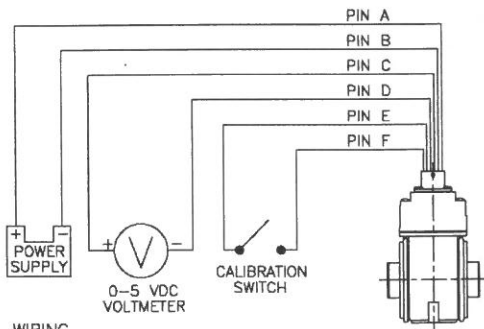 PIN A
PIN B
PIN C
PIN D
PIN E
PIN F
+ −
POWER
SUPPLY
+ V −
0–5 VDC
VOLTMETER
CALIBRATION
SWITCH
WIRING